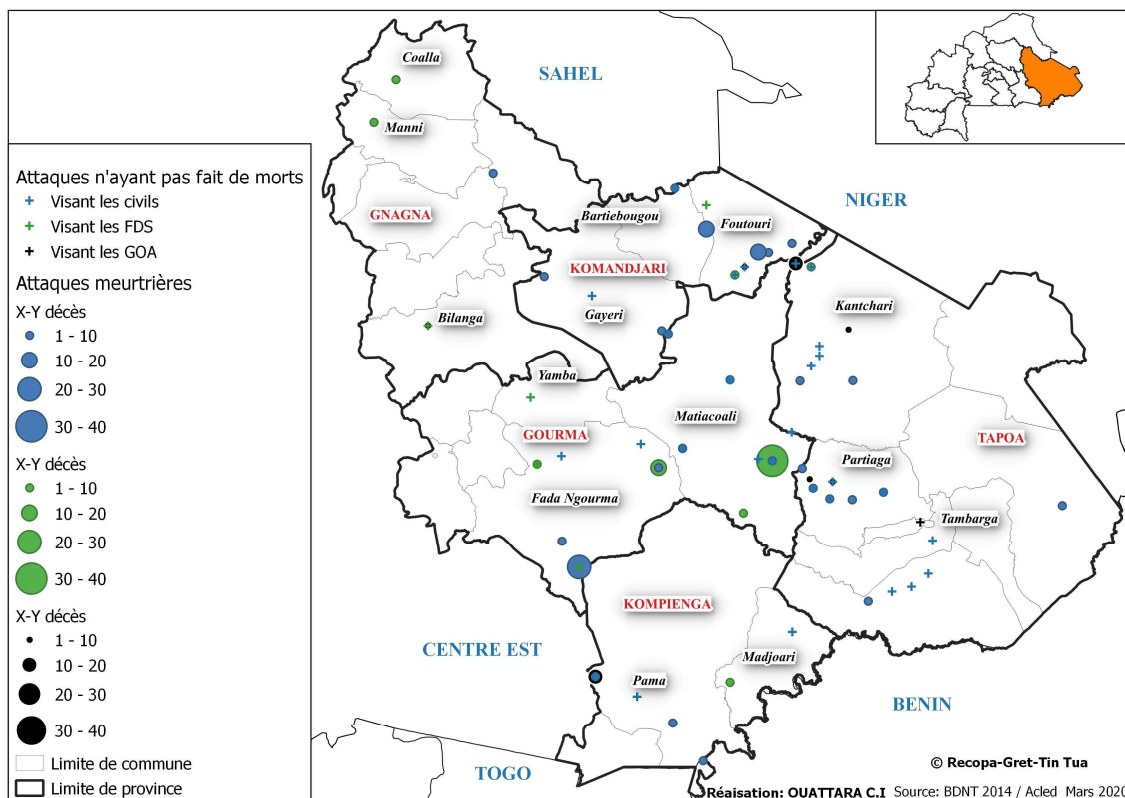 Coalla
SAHEL
Manni
Attaques n'ayant pas fait de morts
Visant les civils
Visant les FDS
Visant les GOA
Attaques meurtrières
X-Y décès
1 - 10
10 - 20
20 - 30
30 - 40
X-Y décès
1 - 10
10 - 20
20 - 30
30 - 40
X-Y décès
1 - 10
10 - 20
20 - 30
30 - 40
Limite de commune
Limite de province
NIGER
GNAGNA
Bartiebougou
Foutouri
KOMANDJARI
Kantchari
Gayeri
Bilanga
Yamba
Matiacoali
GOURMA
TAPOA
Partiaga
Fada Ngourma
Tambarga
KOMPIENGA
CENTRE EST
Madjoari
Pama
BENIN
TOGO
© Recopa-Gret-Tin Tua
Réaisation: OUATTARA C.I Source: BDNT 2014 / Acled Mars 2020